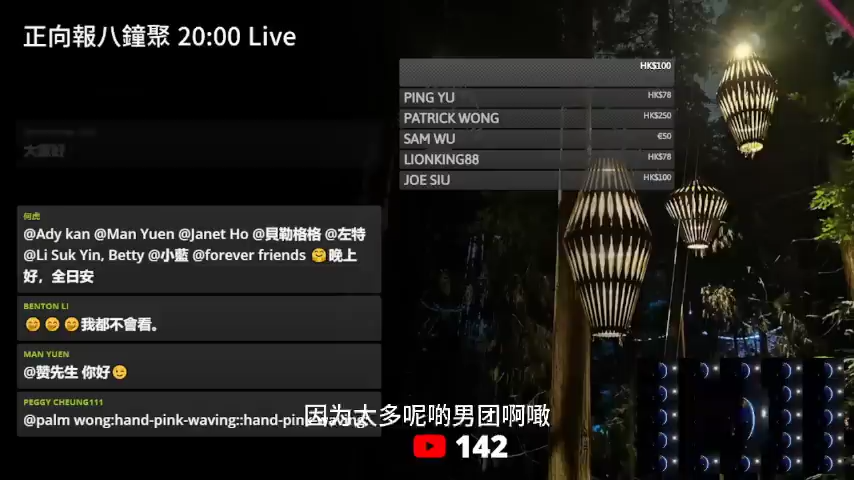 正向報八鐘聚 20:00 Live
HK$100
PING YU HK$78
PATRICK WONG HK$250
SAM WU €50
LIONKING88 HK$78
JOE SIU HK$100
大家好
何虎
@Ady kan @Man Yuen @Janet Ho @貝勒格格 @左特
@Li Suk Yin, Betty @小藍 @forever friends 🤗晚上
好，全日安
BENTON LI
😊 😊 😊我都不會看。
MAN YUEN
@赞先生 你好😉
PEGGY CHEUNG111
@palm wong:hand-pink-waving::hand-pink-waving:
因为太多呢啲男团啊噉
142